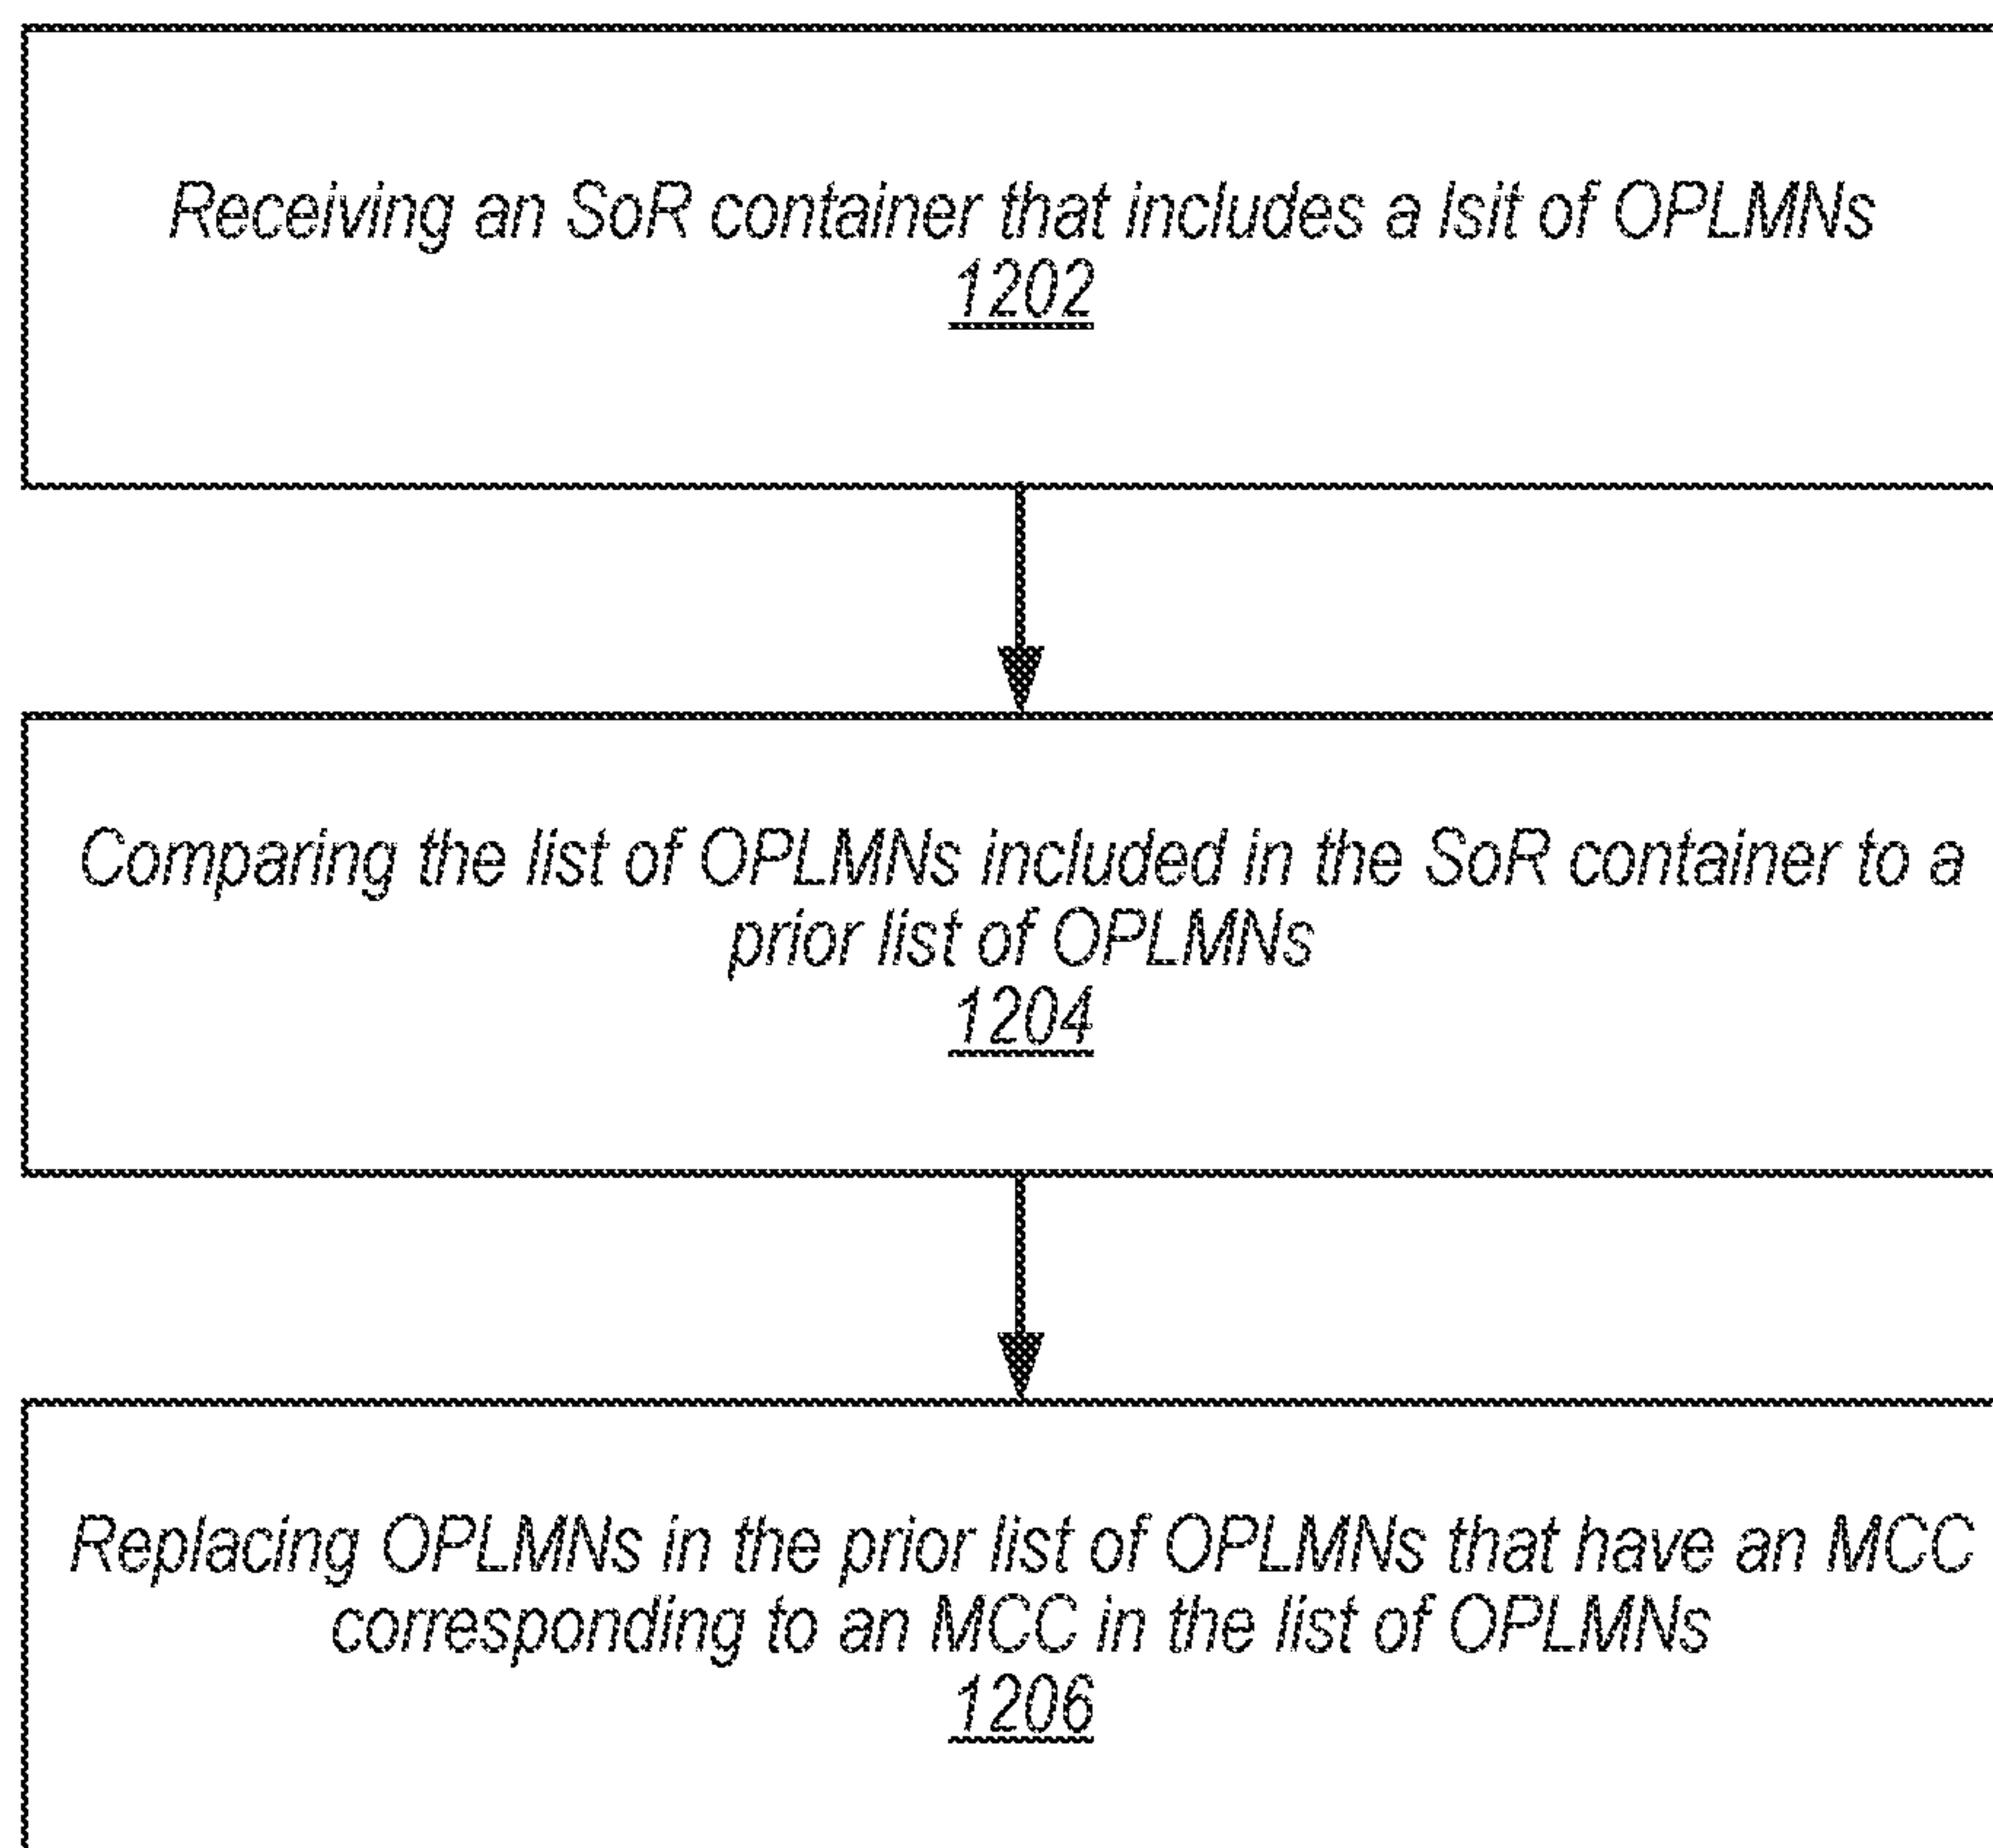 Receiving an SoR container that includes a lsit of OPLMNs
1202
Comparing the list of OPLMNs included in the SoR container to a
prior list of OPLMNs
1204
Replacing OPLMNs in the prior list of OPLMNs that have an MCC
corresponding to an MCC in the list of OPLMNs
1206